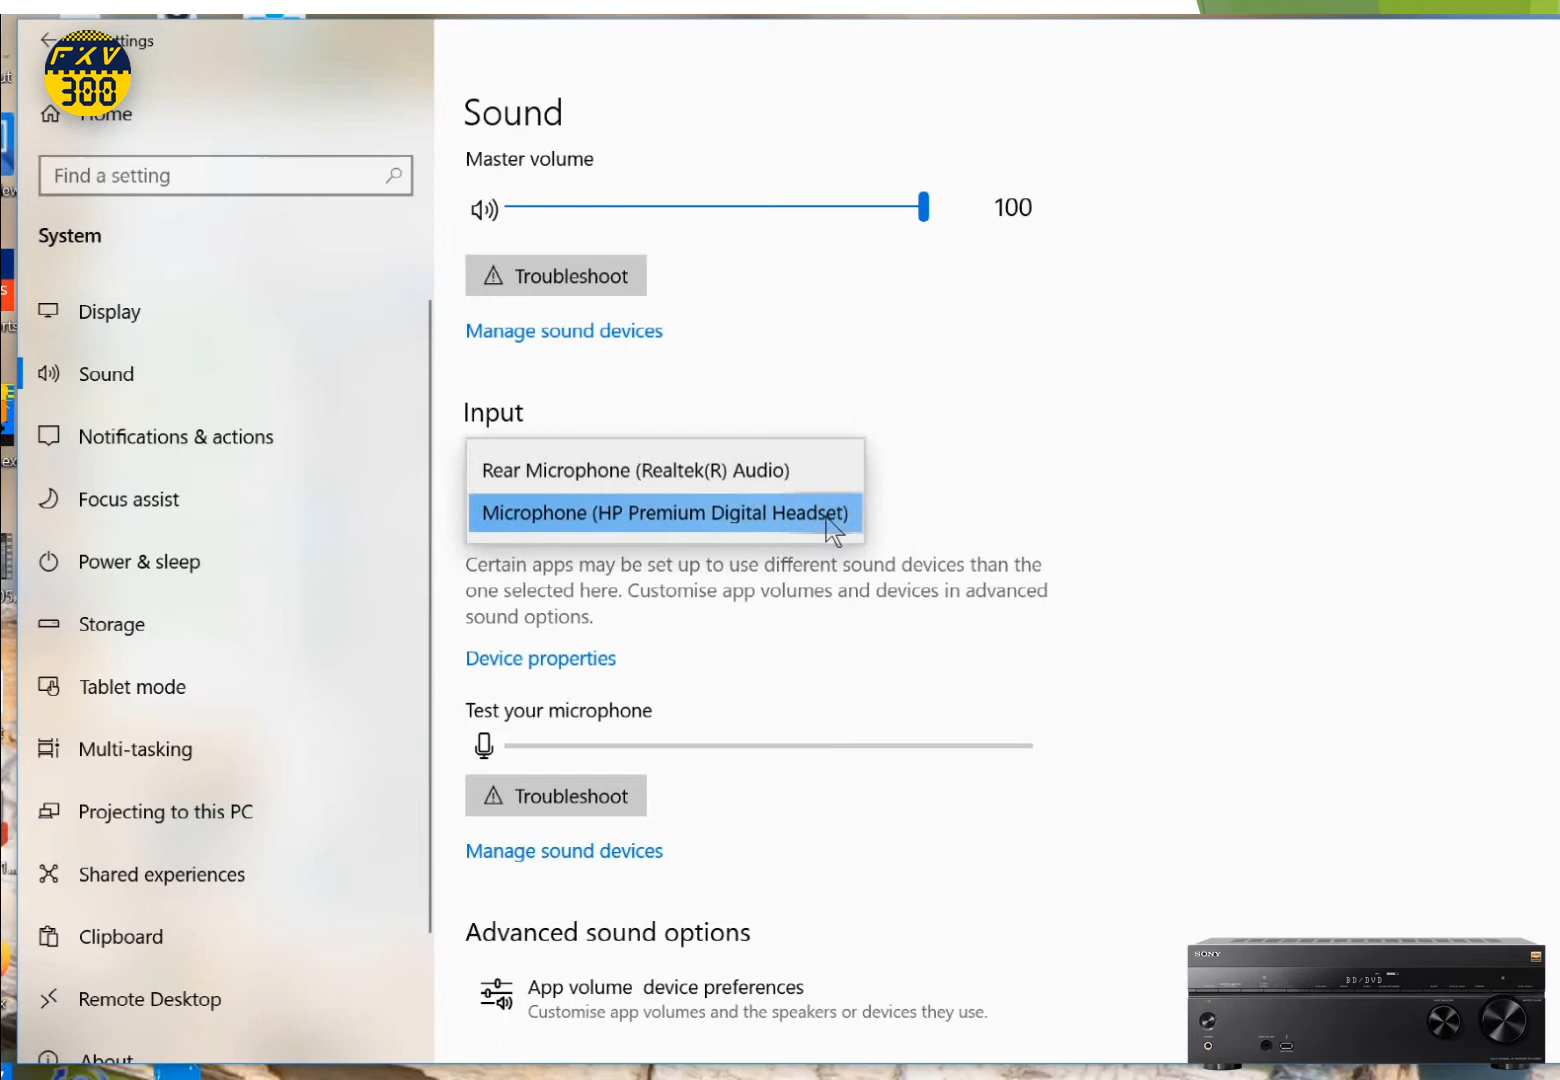 FXV
300
Home
Find a setting
System
Display
Sound
Notifications & actions
Focus assist
Power & sleep
Storage
Tablet mode
Multi-tasking
Projecting to this PC
Shared experiences
Clipboard
Remote Desktop
About
Sound
Master volume
100
Troubleshoot
Manage sound devices
Input
Rear Microphone (Realtek(R) Audio)
Microphone (HP Premium Digital Headset)
Certain apps may be set up to use different sound devices than the
one selected here. Customise app volumes and devices in advanced
sound options.
Device properties
Test your microphone
Troubleshoot
Manage sound devices
Advanced sound options
App volume device preferences
Customise app volumes and the speakers or devices they use.
SONY
BD/DVD